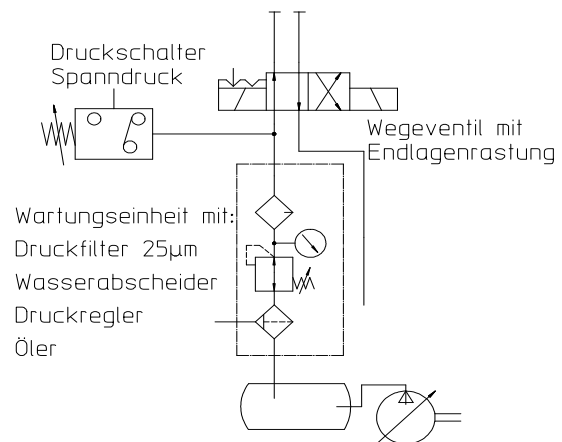 Druckschalter
Spanndruck
Wegeventil mit
Endlagenrastung
Wartungseinheit mit:
Druckfilter 25µm
Wasserabscheider
Druckregler
Öler